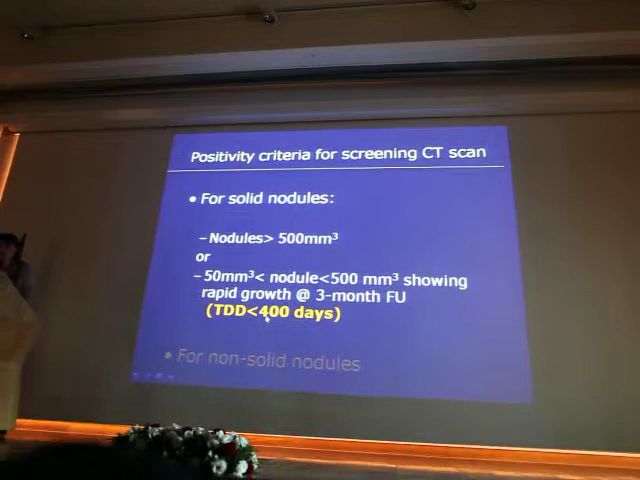 Positivity criteria for screening CT scan
• For solid nodules:
– Nodules> 500mm³
or
– 50mm³< nodule<500 mm³ showing
rapid growth @ 3-month FU
(TDD<400 days)
• For non-solid nodules